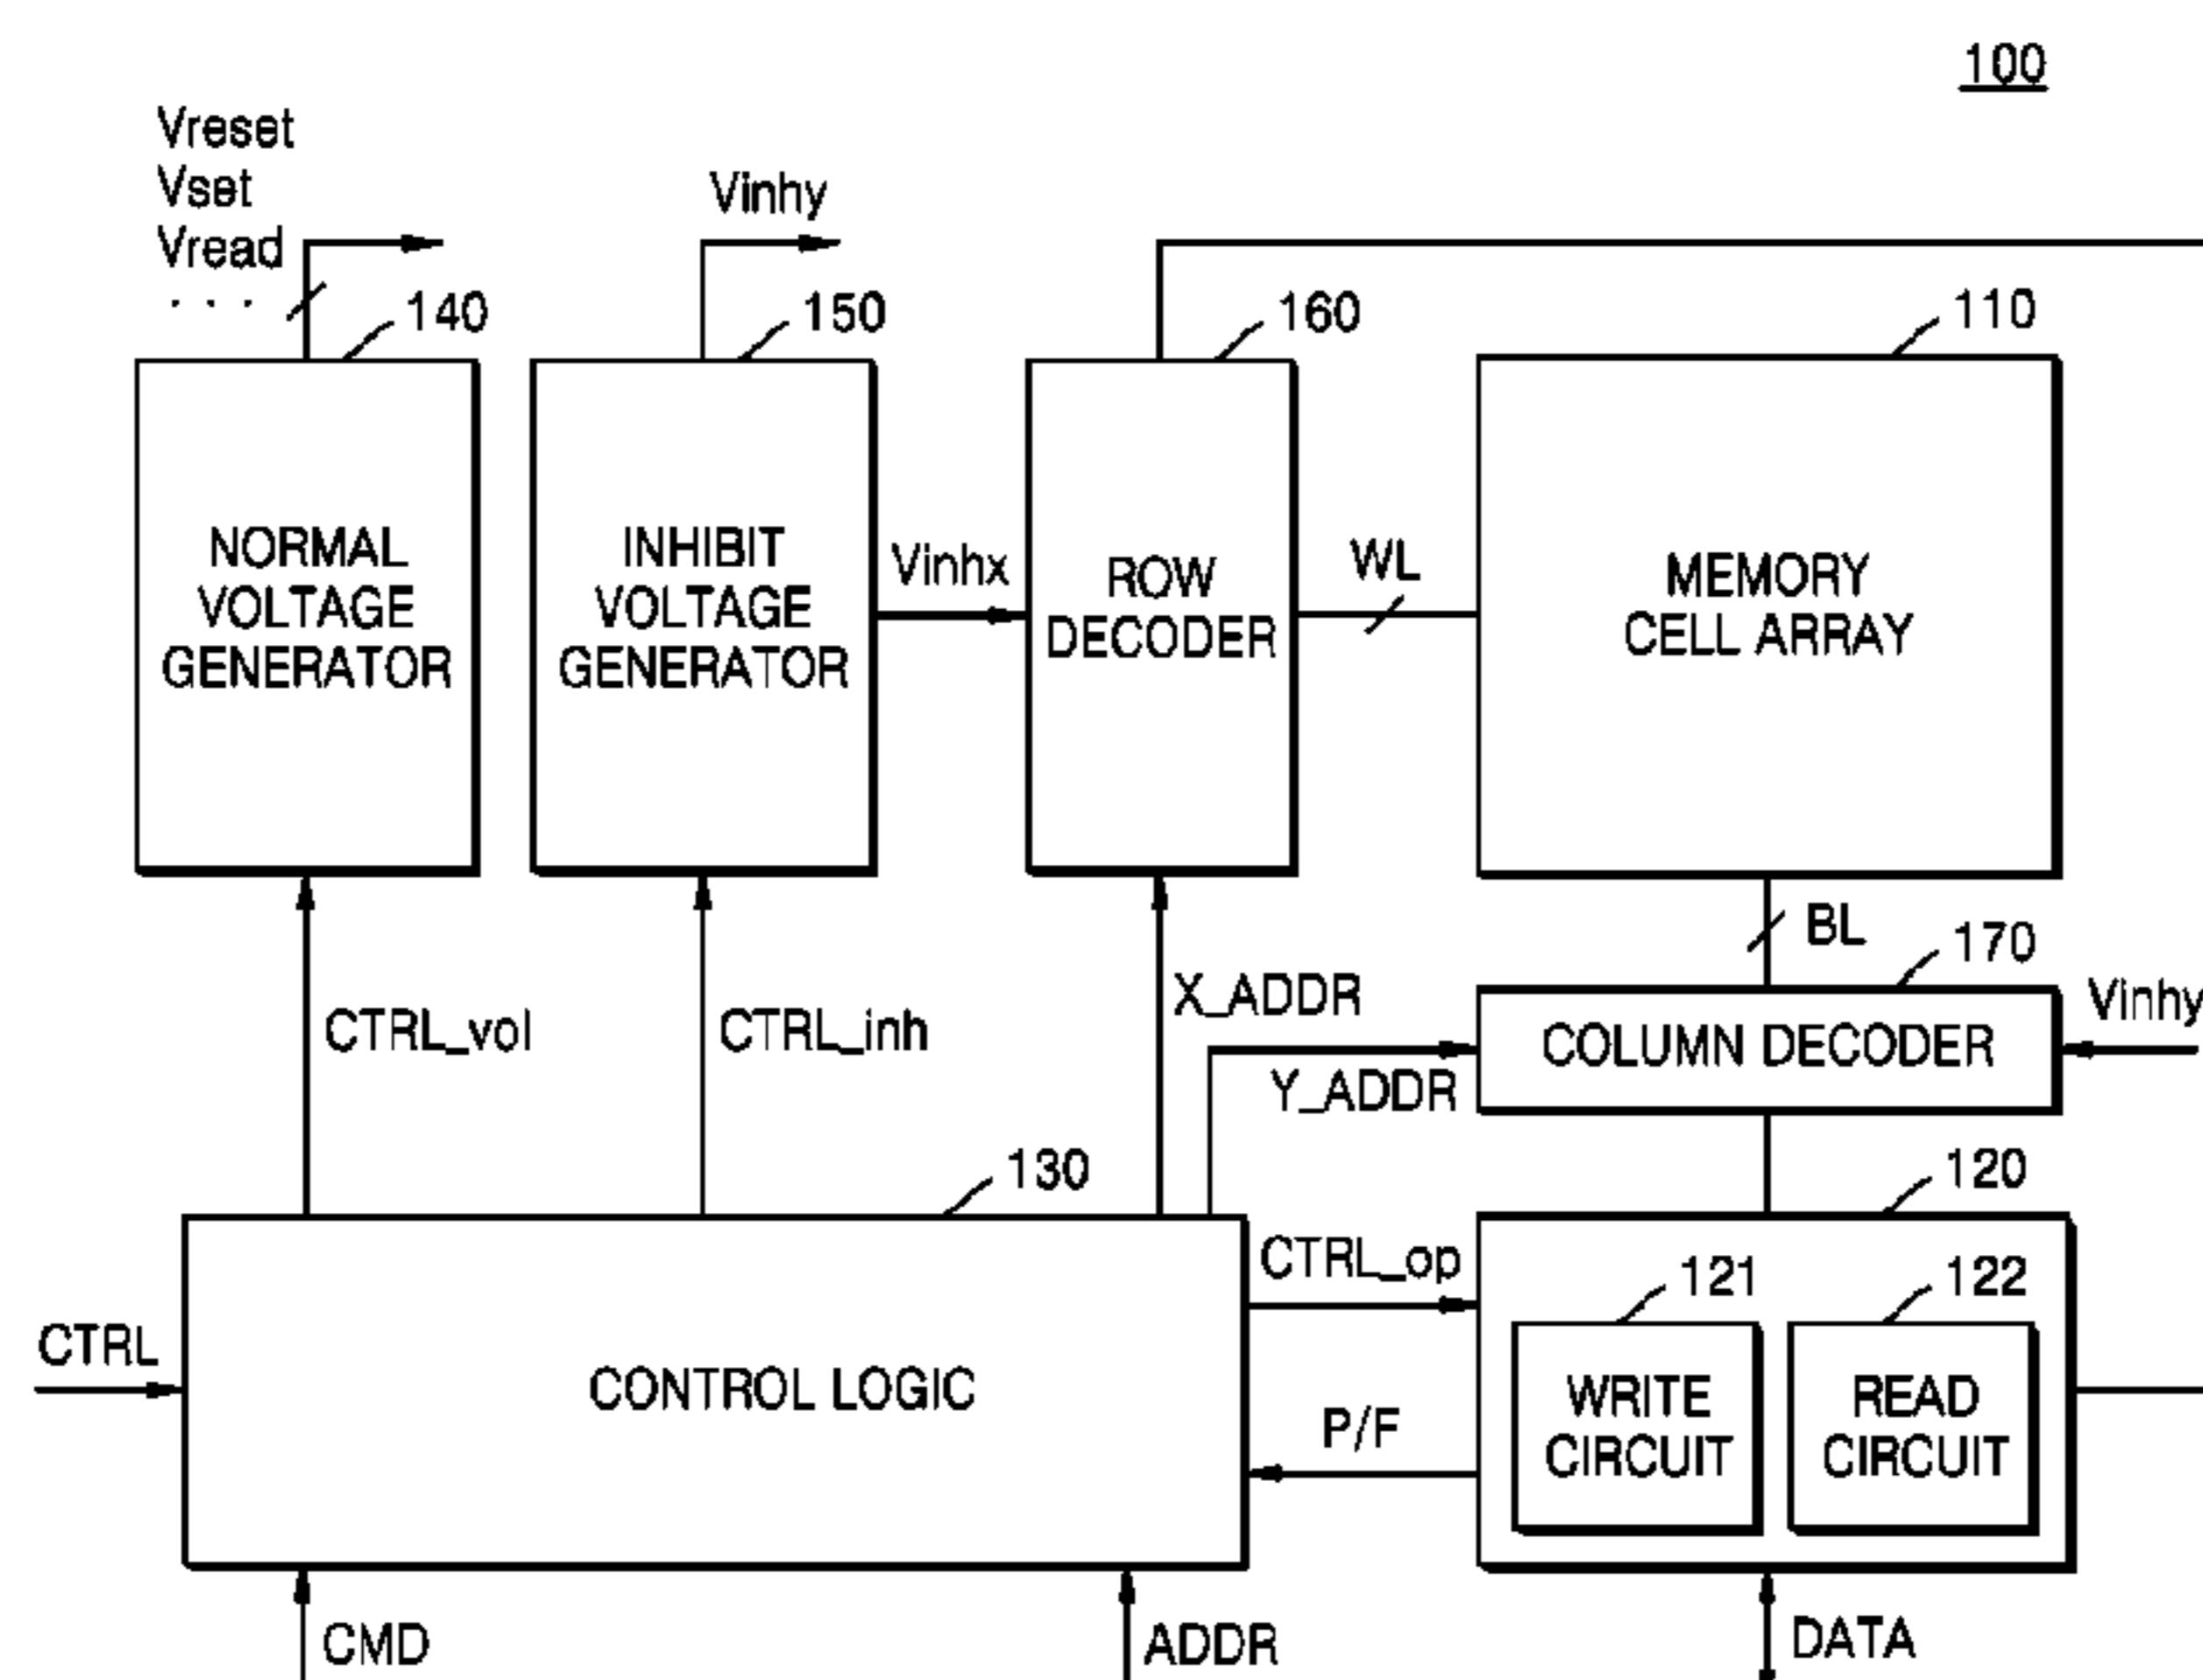 100
Vreset
Vset
Vread
. . .
Vinhy
140
150
160
110
NORMAL
VOLTAGE
GENERATOR
INHIBIT
VOLTAGE
GENERATOR
Vinhx
ROW
DECODER
WL
MEMORY
CELL ARRAY
BL
170
CTRL_vol
CTRL_inh
X_ADDR
Y_ADDR
COLUMN DECODER
Vinhy
130
120
CTRL
CONTROL LOGIC
CTRL_op
P/F
121
122
WRITE
CIRCUIT
READ
CIRCUIT
CMD
ADDR
DATA